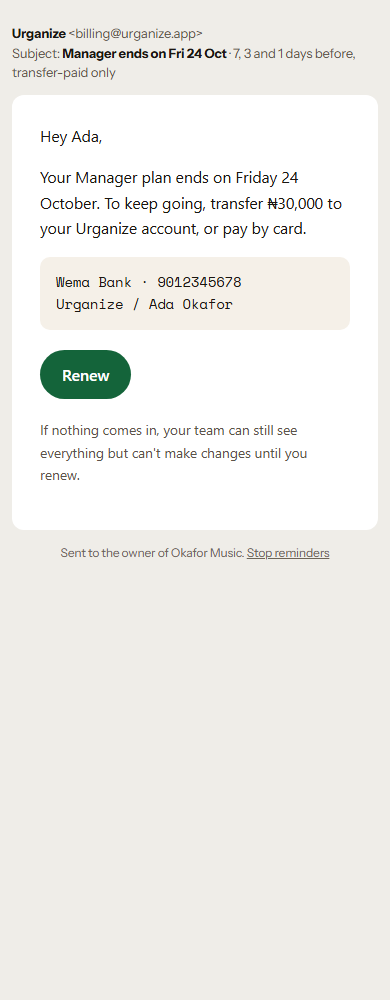 Urganize <billing@urganize.app>
Subject: Manager ends on Fri 24 Oct · 7, 3 and 1 days before,
transfer-paid only
Hey Ada,
Your Manager plan ends on Friday 24
October. To keep going, transfer ₦30,000 to
your Urganize account, or pay by card.
Wema Bank · 9012345678
Urganize / Ada Okafor
Renew
If nothing comes in, your team can still see
everything but can't make changes until you
renew.
Sent to the owner of Okafor Music. Stop reminders